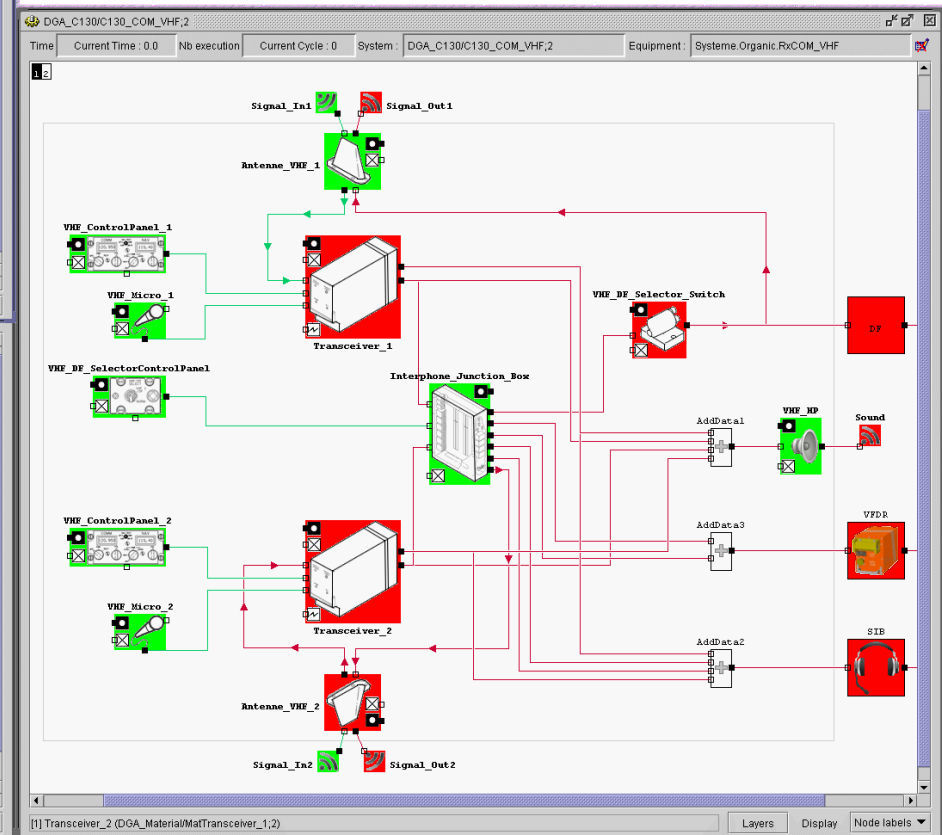 DGA_C130/C130_COM_VHF;2
Time Current Time : 0.0 Nb execution Current Cycle : 0 System : DGA_C130/C130_COM_VHF;2 Equipment : Systeme.Organic.RxCOM_VHF
1 2
Signal_In1 Signal_Out1
Antenne_VHF_1
VHF_ControlPanel_1
VHF_Micro_1
VHF_DF_Selector_Switch
DF
Transceiver_1
VHF_DF_SelectorControlPanel
Interphone_Junction_Box
AddData1 VHF_HP Sound
VHF_ControlPanel_2
AddData3 VFDR
VHF_Micro_2
Transceiver_2
AddData2 SIB
Antenne_VHF_2
Signal_In2 Signal_Out2
[1] Transceiver_2 (DGA_Material/MatTransceiver_1;2) Layers Display Node labels